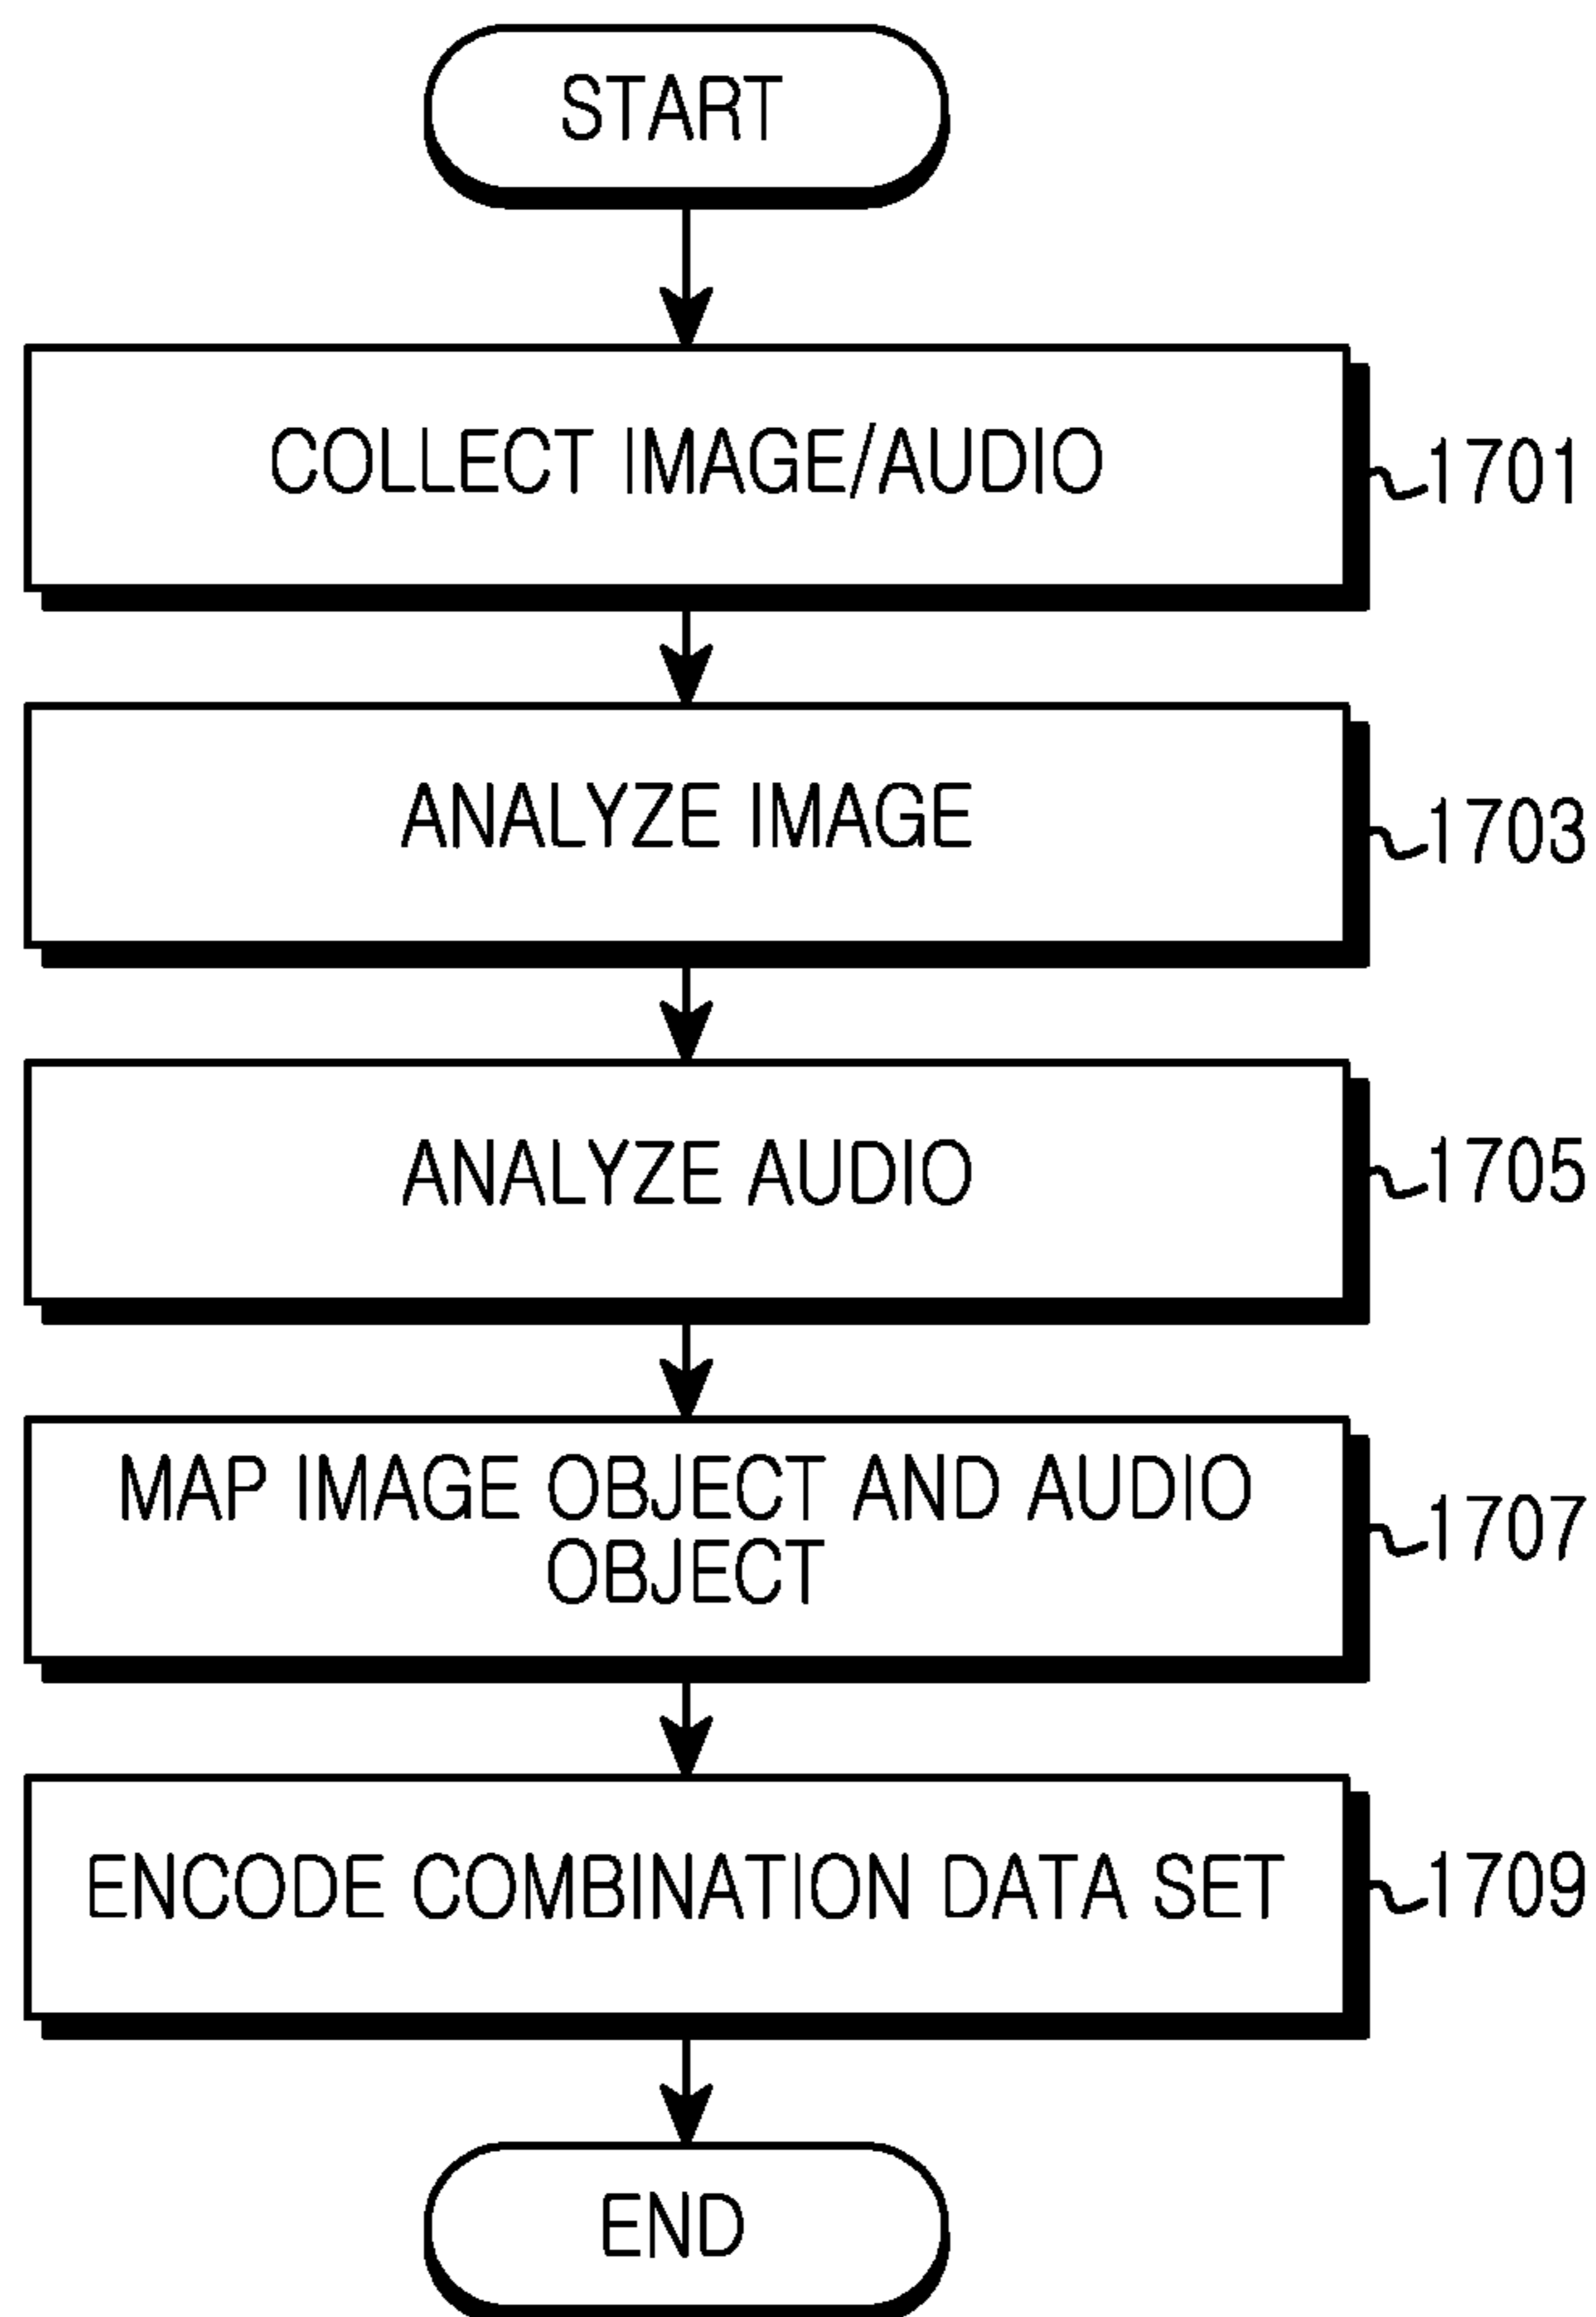 START
COLLECT IMAGE/AUDIO
1701
ANALYZE IMAGE
1703
ANALYZE AUDIO
1705
MAP IMAGE OBJECT AND AUDIO
OBJECT
1707
ENCODE COMBINATION DATA SET
1709
END